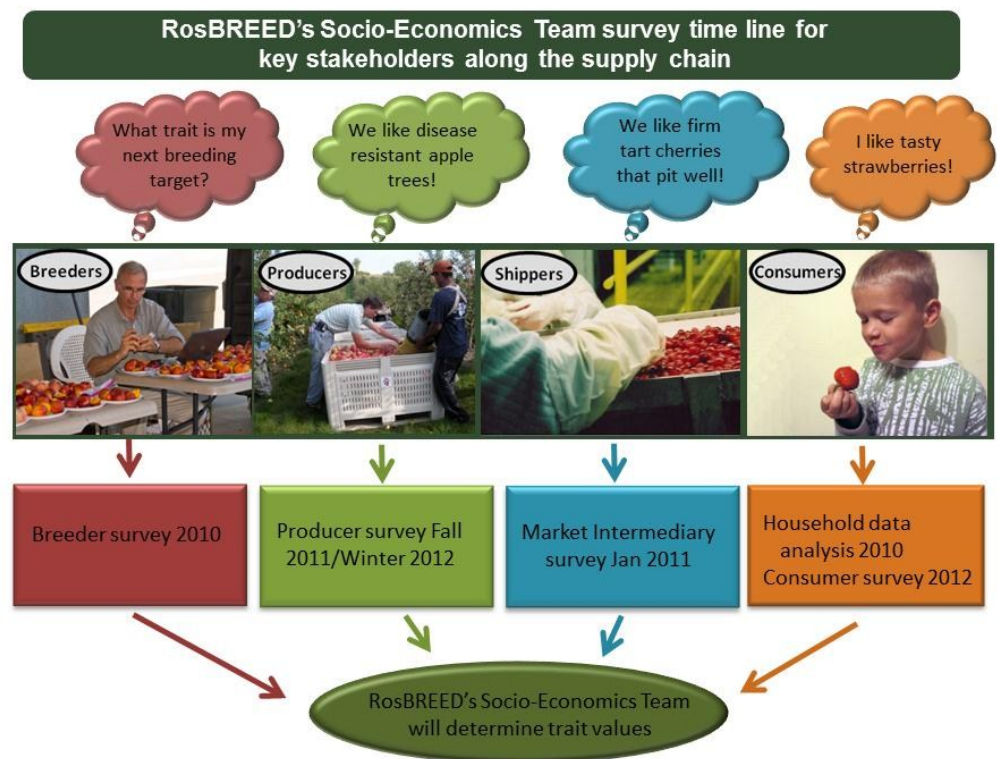 RosBREED's Socio-Economics Team survey time line for
key stakeholders along the supply chain
What trait is my
next breeding
target?
We like disease
resistant apple
trees!
We like firm
tart cherries
that pit well!
I like tasty
strawberries!
Breeders
Producers
Shippers
Consumers
Breeder survey 2010
Producer survey Fall
2011/Winter 2012
Market Intermediary
survey Jan 2011
Household data
analysis 2010
Consumer survey 2012
RosBREED's Socio-Economics Team
will determine trait values